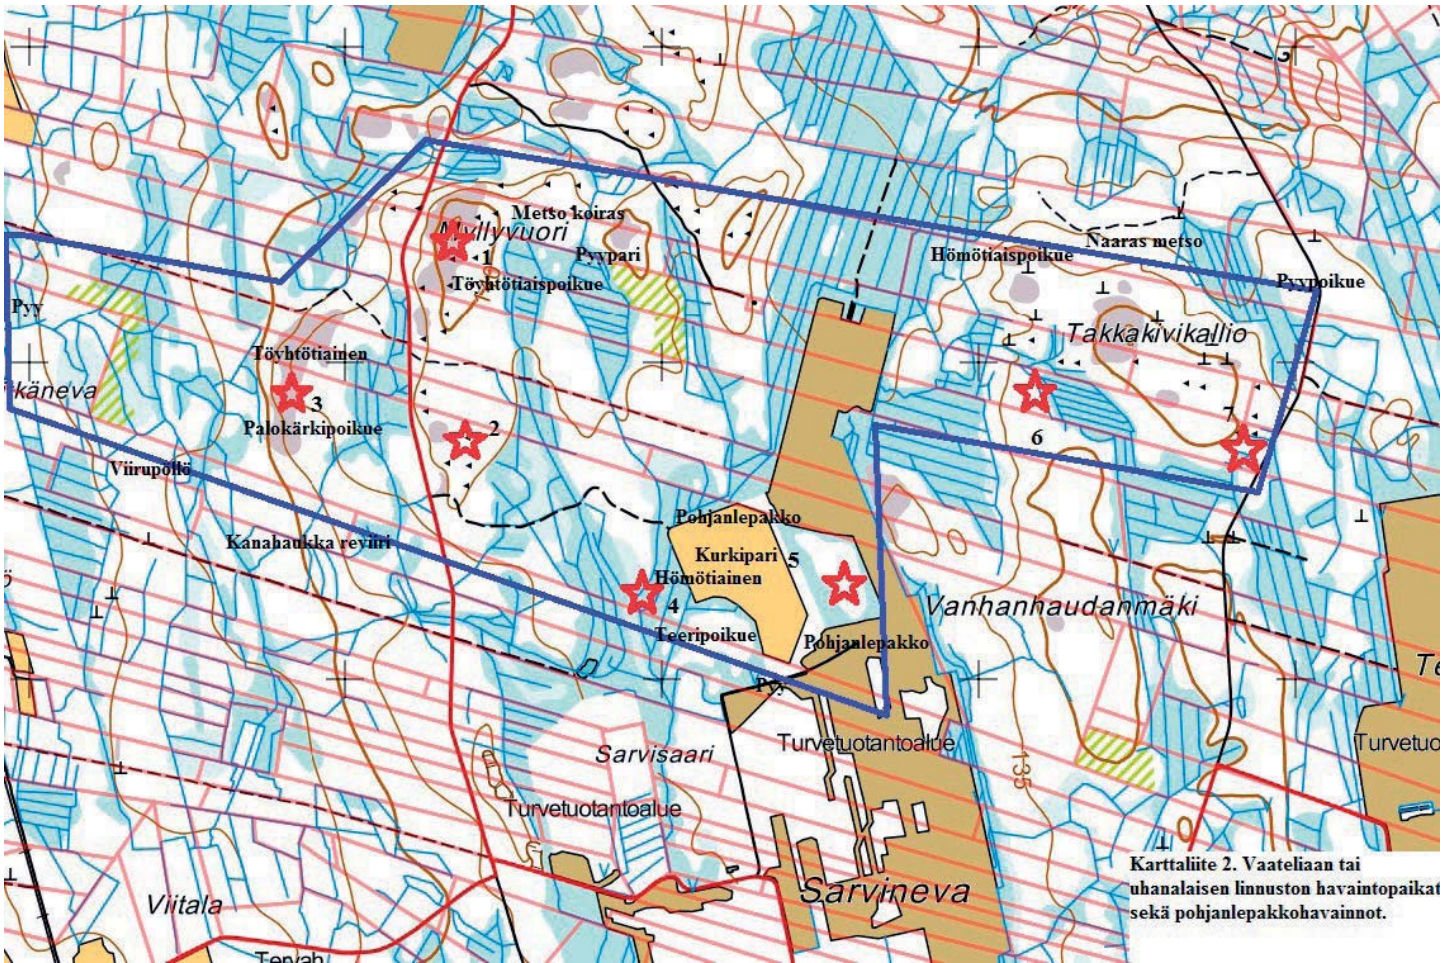 Metso koiras
Myllyvuori
1
Pyypari
Töyhtötiaispoikue
Hömötiaispoikue
Naaras metso
Pyypoikue
Pyy
Takkakivikallio
Töyhtötiainen
käneva
3
Palokärkipoikue
2
6
7
Viirupöllö
Pohjanlepakko
Kanahaukka reviiri
Kurkipari
5
Hömötiainen
4
Vanhanhaudanmäki
Teeripoikue
Pohjanlepakko
Te
Pyy
Turvetuotantoalue
Turvetuo
Sarvisaari
135
Turvetuotantoalue
Sarvineva
Viitala
Tervah
Karttaliite 2. Vaateliaan tai
uhanalaisen linnuston havaintopaikat
sekä pohjanlepakkohavainnot.